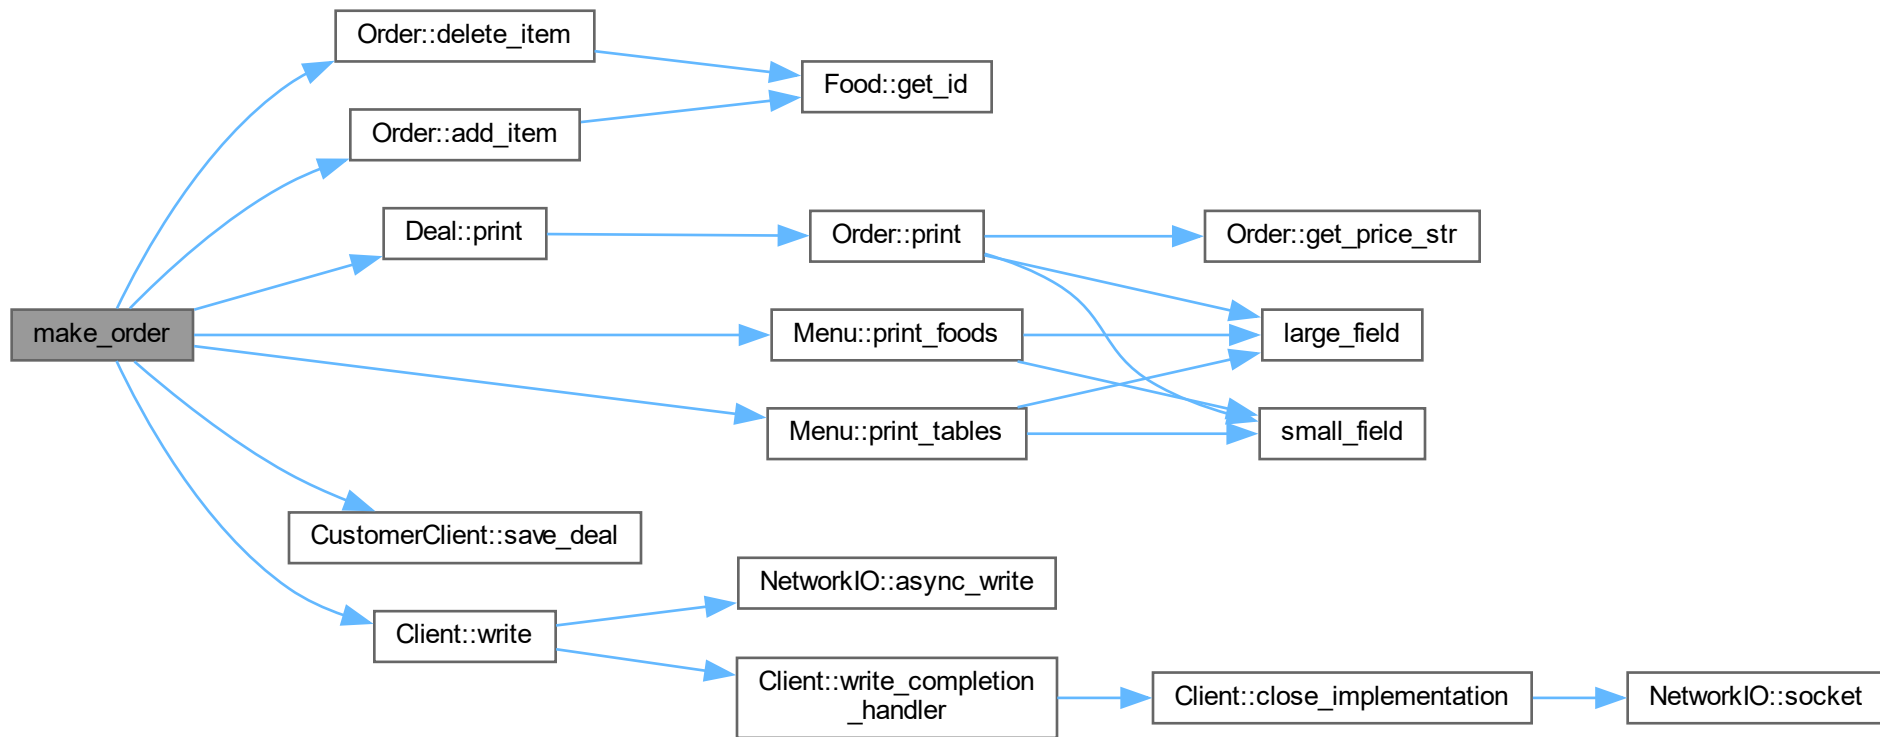 Order::delete_item
Food::get_id
Order::add_item
Deal::print
Order::print
Order::get_price_str
make_order
Menu::print_foods
large_field
Menu::print_tables
small_field
CustomerClient::save_deal
NetworkIO::async_write
Client::write
Client::write_completion
_handler
Client::close_implementation
NetworkIO::socket